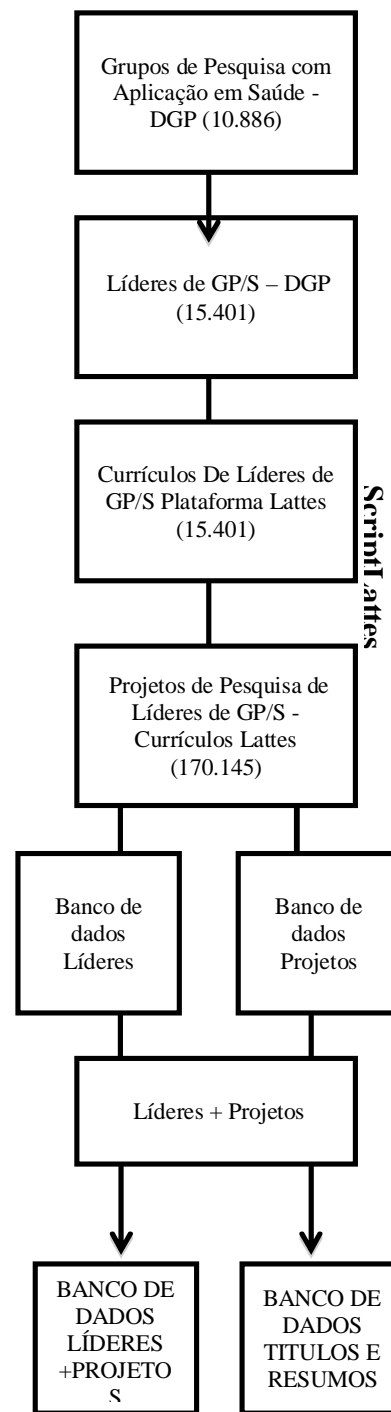 Grupos de Pesquisa com
Aplicação em Saúde -
DGP (10.886)
Líderes de GP/S – DGP
(15.401)
Currículos De Líderes de
GP/S Plataforma Lattes
(15.401)
ScriptLattes
Projetos de Pesquisa de
Líderes de GP/S -
Currículos Lattes
(170.145)
Banco de
dados
Líderes
Banco de
dados
Projetos
Líderes + Projetos
BANCO DE
DADOS
LÍDERES
+PROJETO
S
BANCO DE
DADOS
TITULOS E
RESUMOS